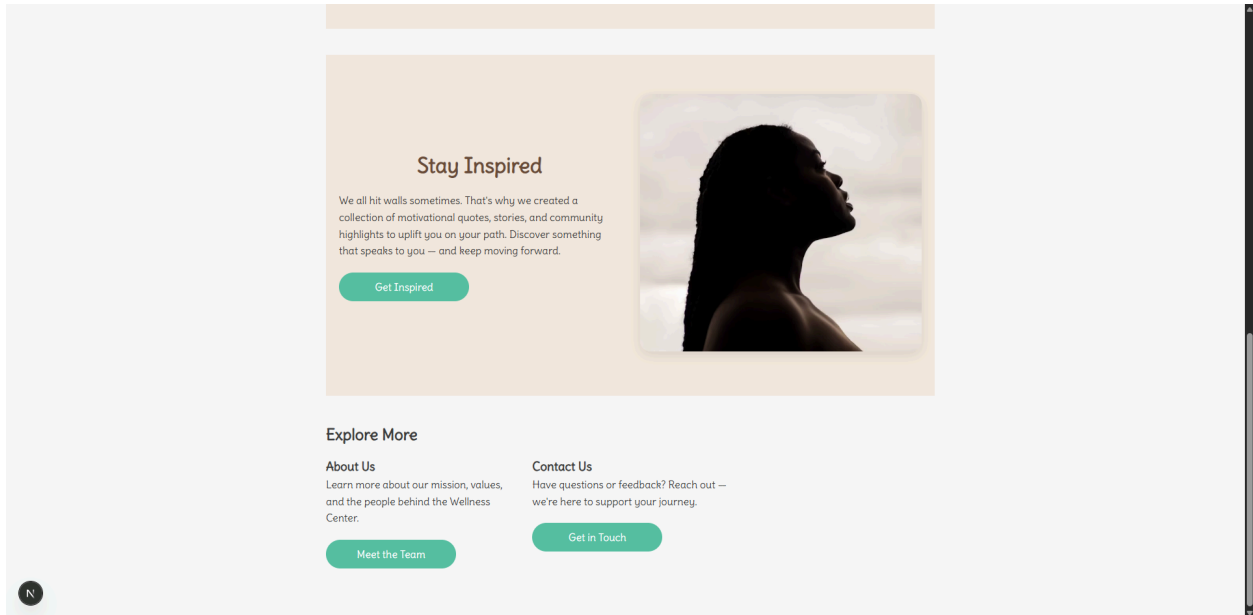 Stay Inspired
We all hit walls sometimes. That's why we created a
collection of motivational quotes, stories, and community
highlights to uplift you on your path. Discover something
that speaks to you — and keep moving forward.
Get Inspired
Explore More
About Us
Learn more about our mission, values,
and the people behind the Wellness
Center.
Meet the Team
Contact Us
Have questions or feedback? Reach out —
we're here to support your journey.
Get in Touch
N